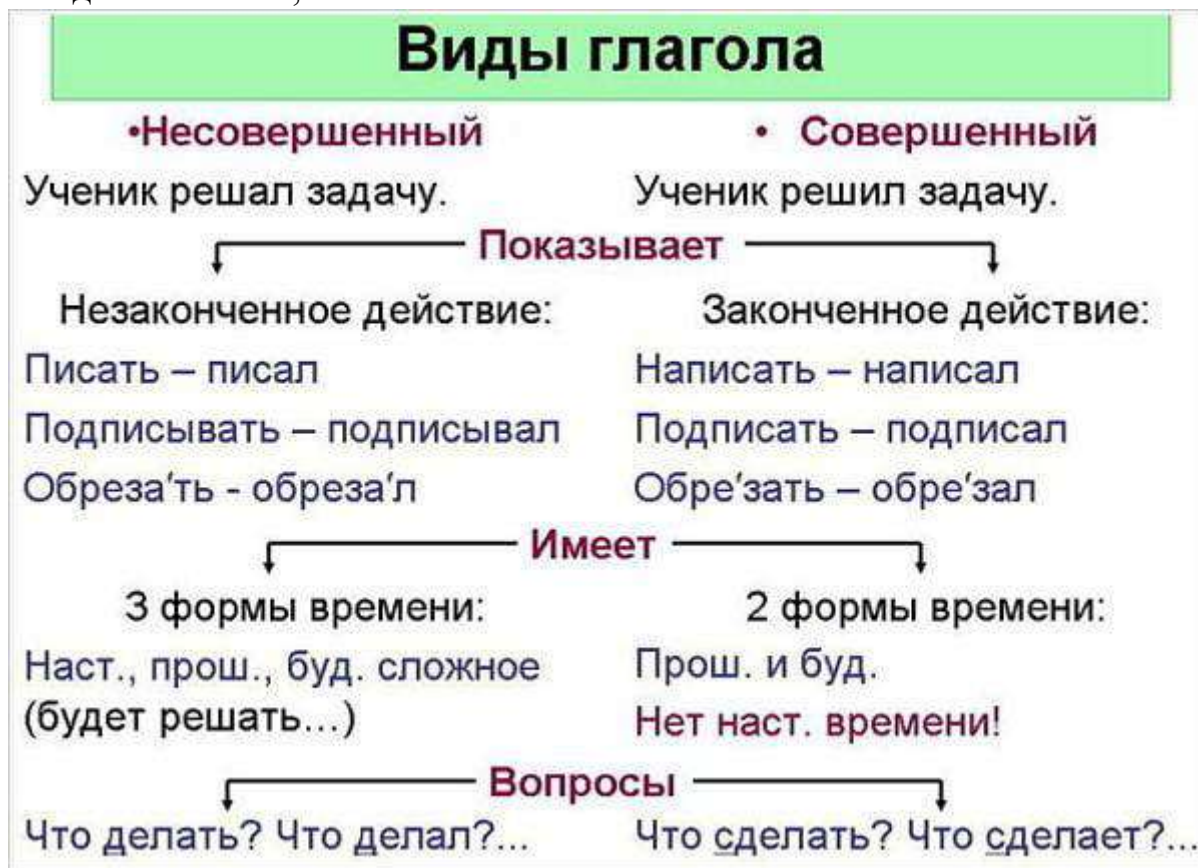 Виды глагола
•Несовершенный • Совершенный
Ученик решал задачу. Ученик решил задачу.
Показывает
Незаконченное действие: Законченное действие:
Писать – писал Написать – написал
Подписывать – подписывал Подписать – подписал
Обреза′ть - обреза′л Обре′зать – обре′зал
Имеет
3 формы времени: 2 формы времени:
Наст., прош., буд. сложное Прош. и буд.
(будет решать...) Нет наст. времени!
Вопросы
Что делать? Что делал?... Что сделать? Что сделает?...